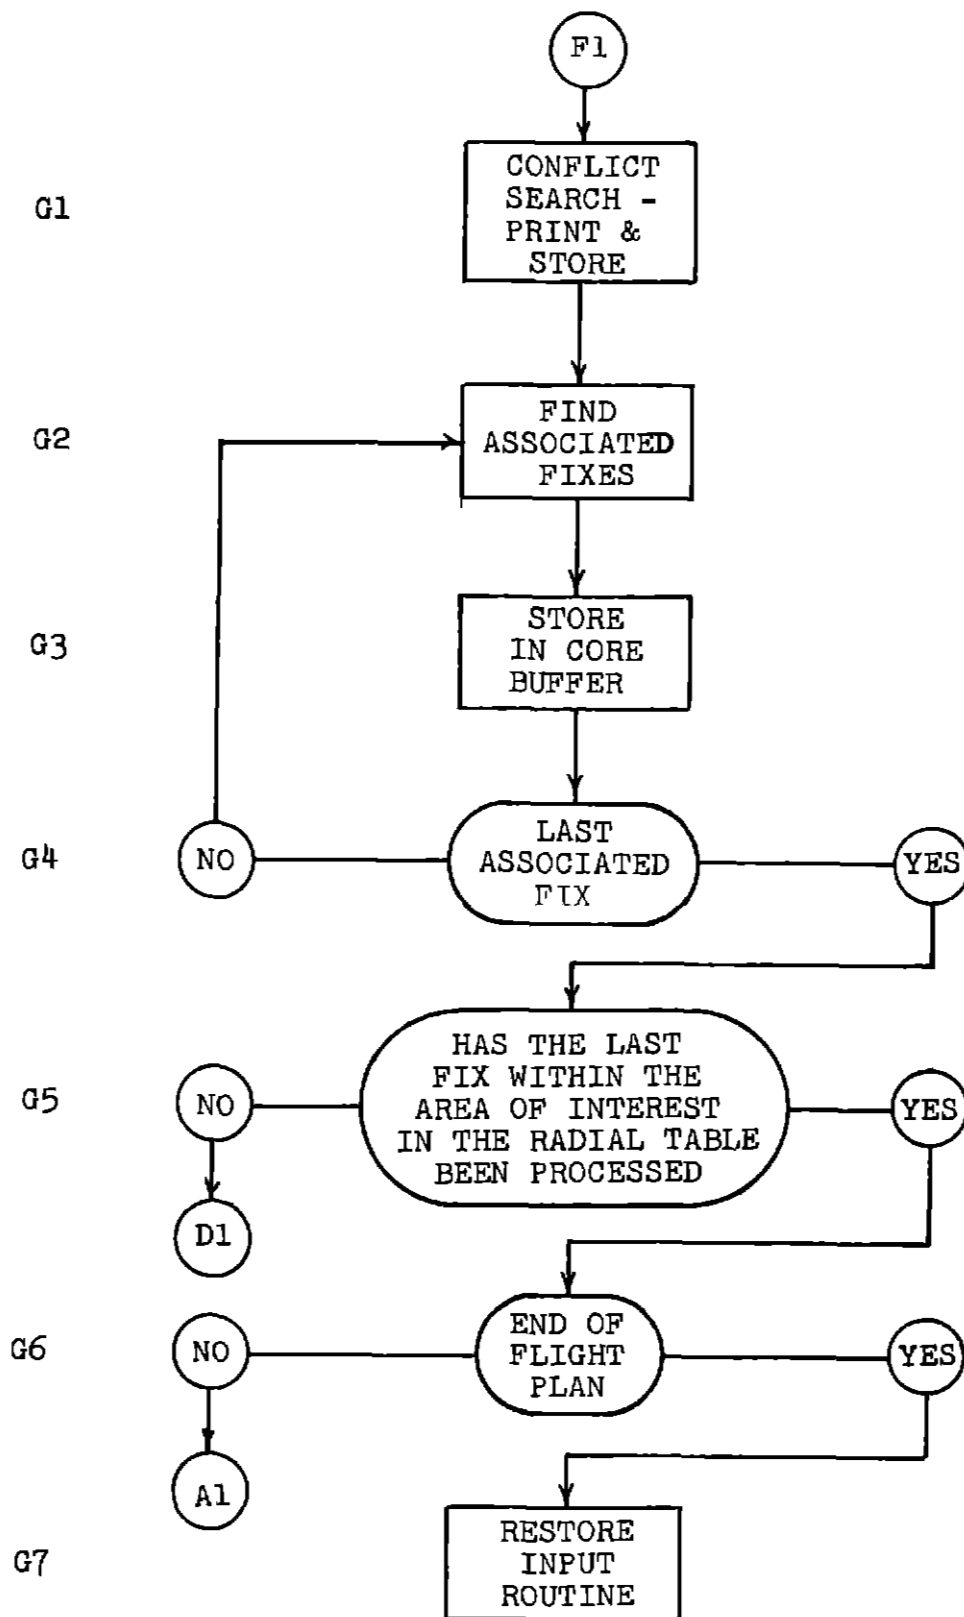 F1
G1
CONFLICT
SEARCH -
PRINT &
STORE
G2
FIND
ASSOCIATED
FIXES
G3
STORE
IN CORE
BUFFER
G4
NO
LAST
ASSOCIATED
FIX
YES
G5
NO
HAS THE LAST
FIX WITHIN THE
AREA OF INTEREST
IN THE RADIAL TABLE
BEEN PROCESSED
YES
D1
G6
NO
END OF
FLIGHT
PLAN
YES
A1
G7
RESTORE
INPUT
ROUTINE